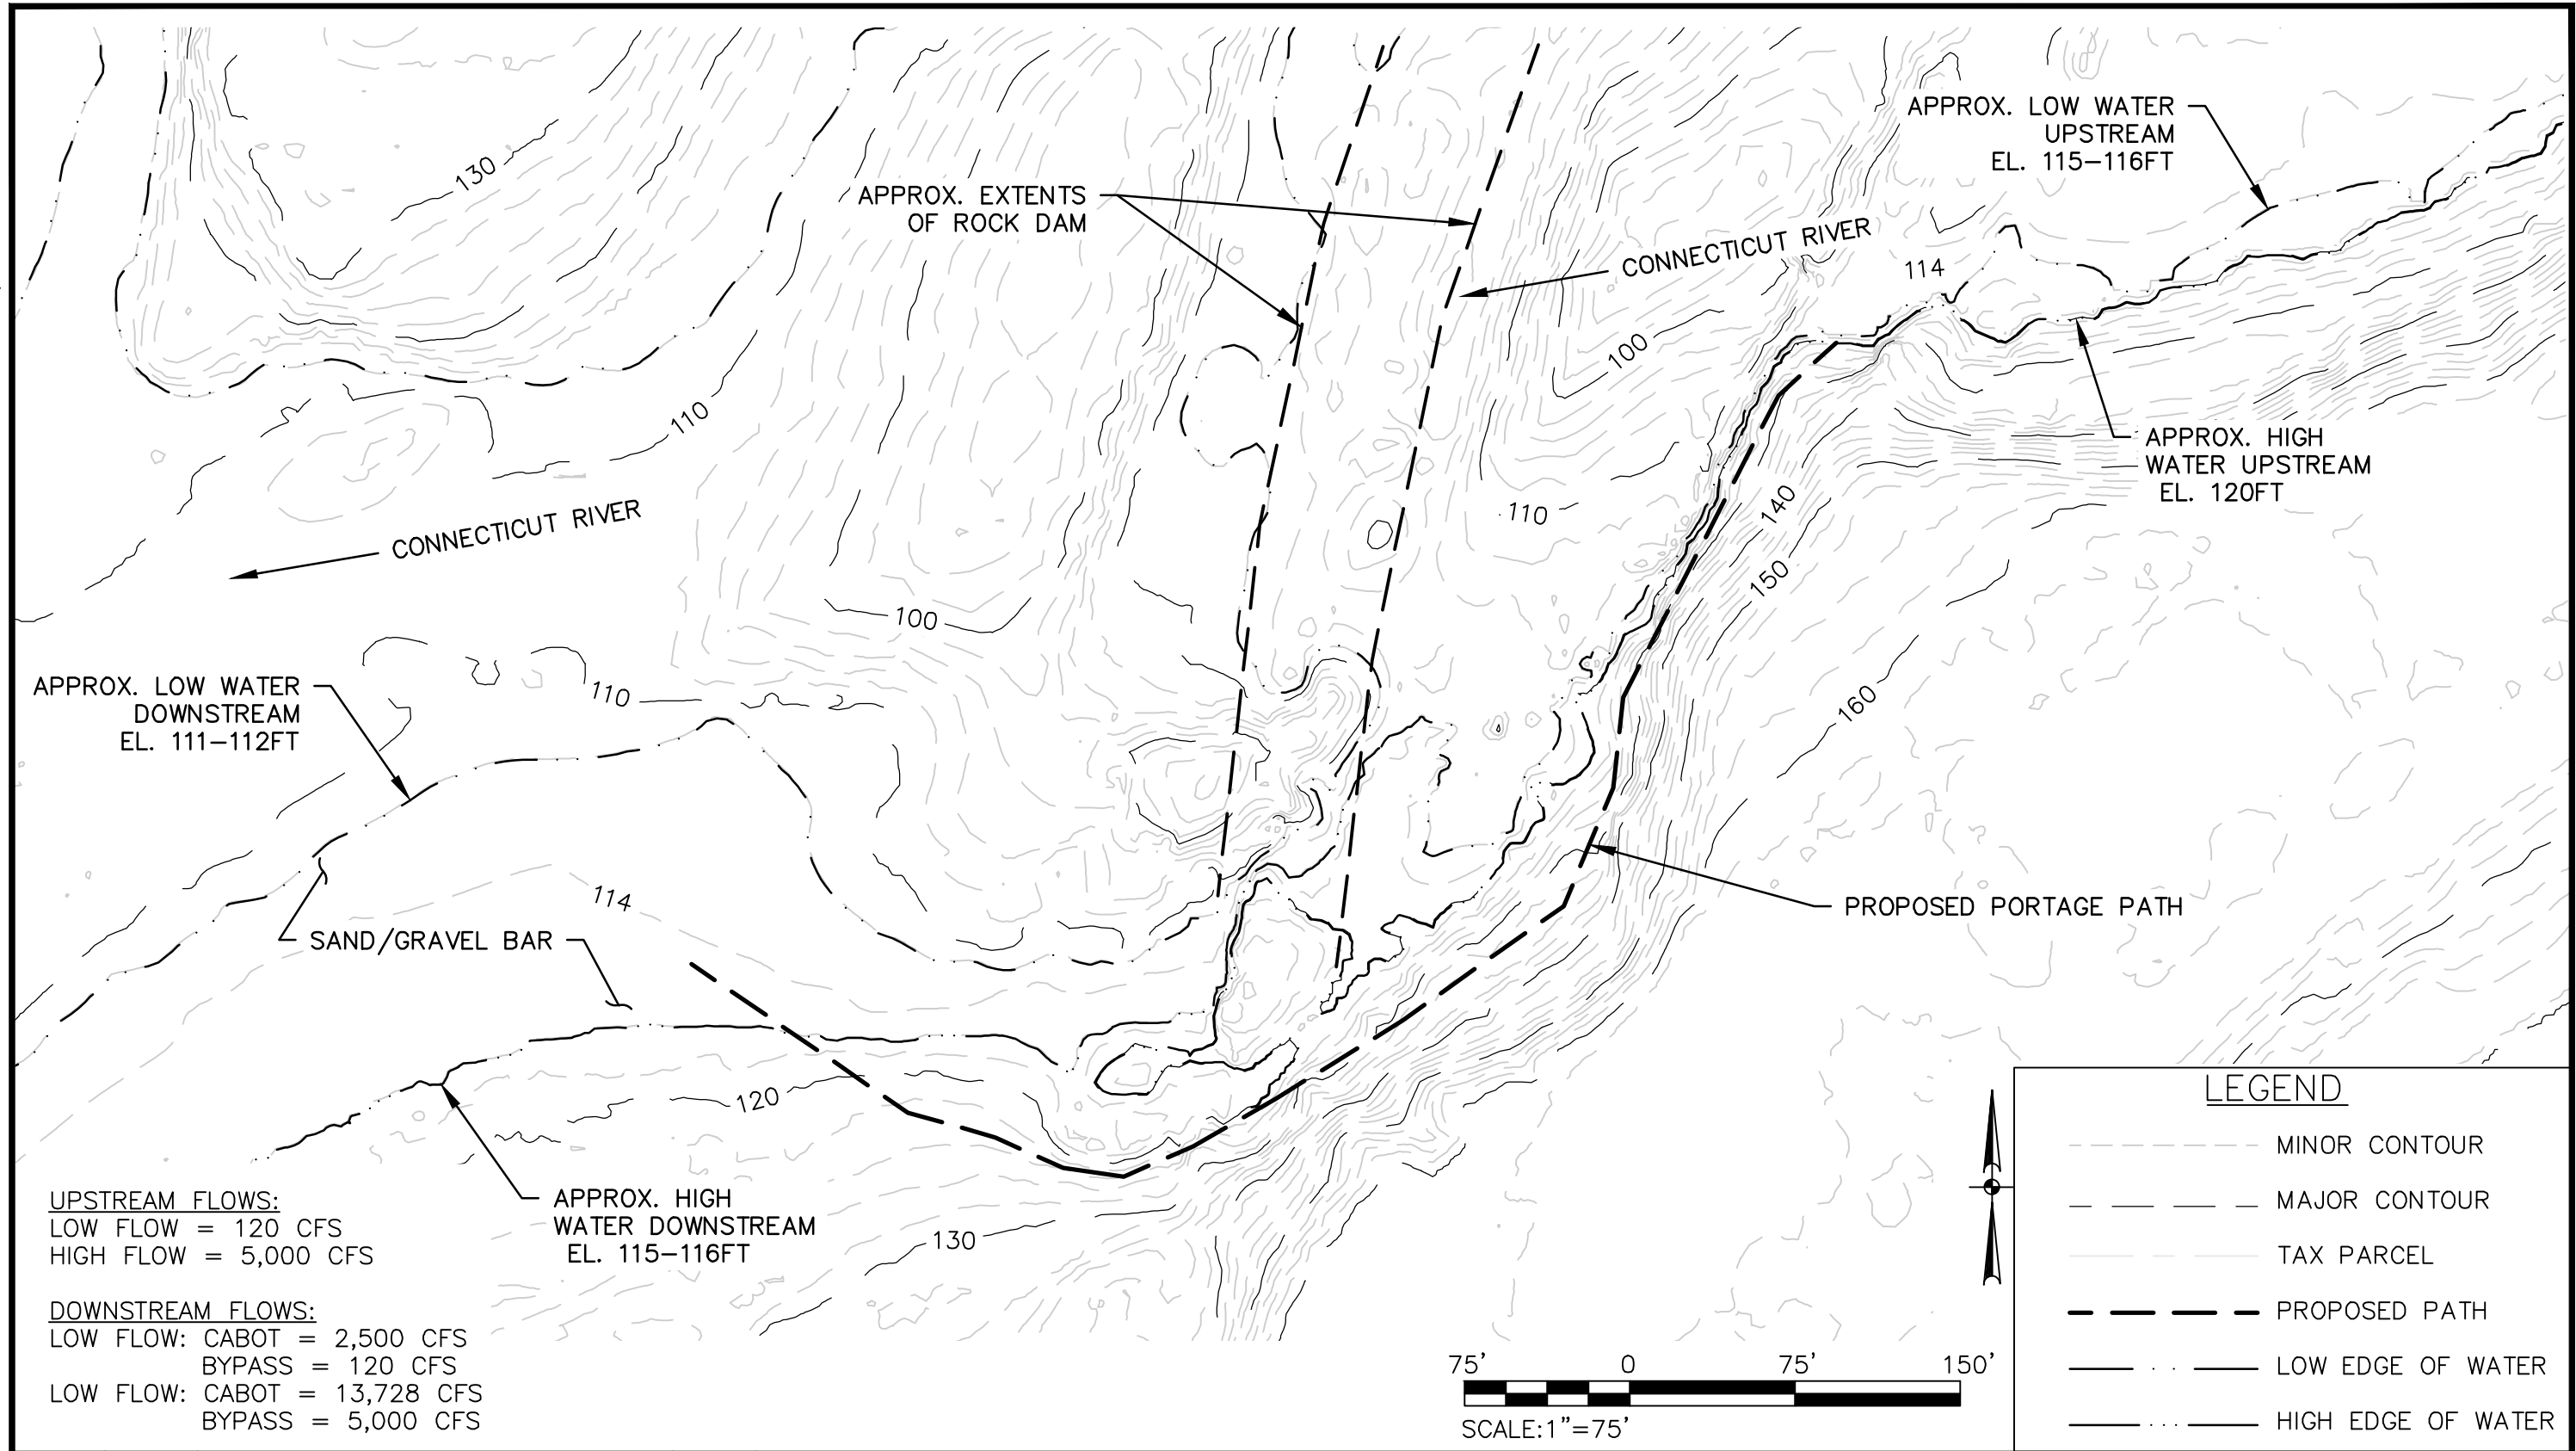 130
APPROX. EXTENTS
OF ROCK DAM
APPROX. LOW WATER
UPSTREAM
EL. 115–116FT
CONNECTICUT RIVER
114
100
110
APPROX. HIGH
WATER UPSTREAM
EL. 120FT
CONNECTICUT RIVER
110
140
150
100
160
APPROX. LOW WATER
DOWNSTREAM
EL. 111–112FT
110
114
SAND/GRAVEL BAR
PROPOSED PORTAGE PATH
120
130
APPROX. HIGH
WATER DOWNSTREAM
EL. 115–116FT
UPSTREAM FLOWS:
LOW FLOW = 120 CFS
HIGH FLOW = 5,000 CFS
DOWNSTREAM FLOWS:
LOW FLOW: CABOT = 2,500 CFS
BYPASS = 120 CFS
LOW FLOW: CABOT = 13,728 CFS
BYPASS = 5,000 CFS
75' 0 75' 150'
SCALE:1"=75'
LEGEND
MINOR CONTOUR
MAJOR CONTOUR
TAX PARCEL
PROPOSED PATH
LOW EDGE OF WATER
HIGH EDGE OF WATER